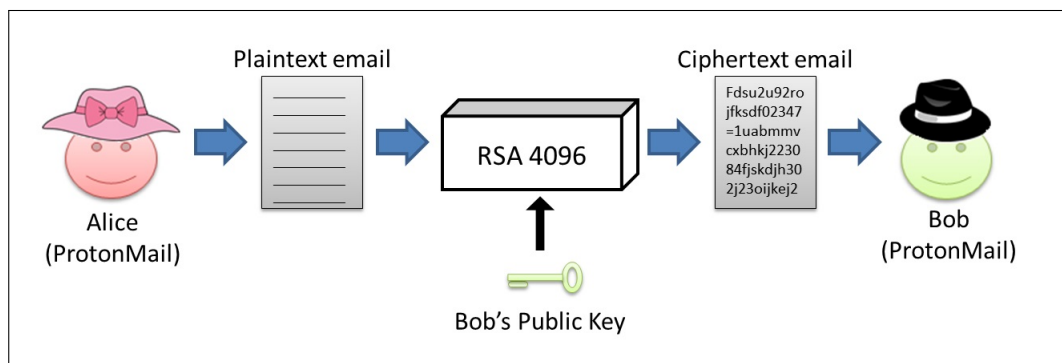 Plaintext email
Ciphertext email
Fdsu2u92ro
jfksdf02347
=1uabmmv
cxbhkj2230
84fjskdjh30
2j23oijkej2
RSA 4096
Alice
(ProtonMail)
Bob
(ProtonMail)
Bob's Public Key